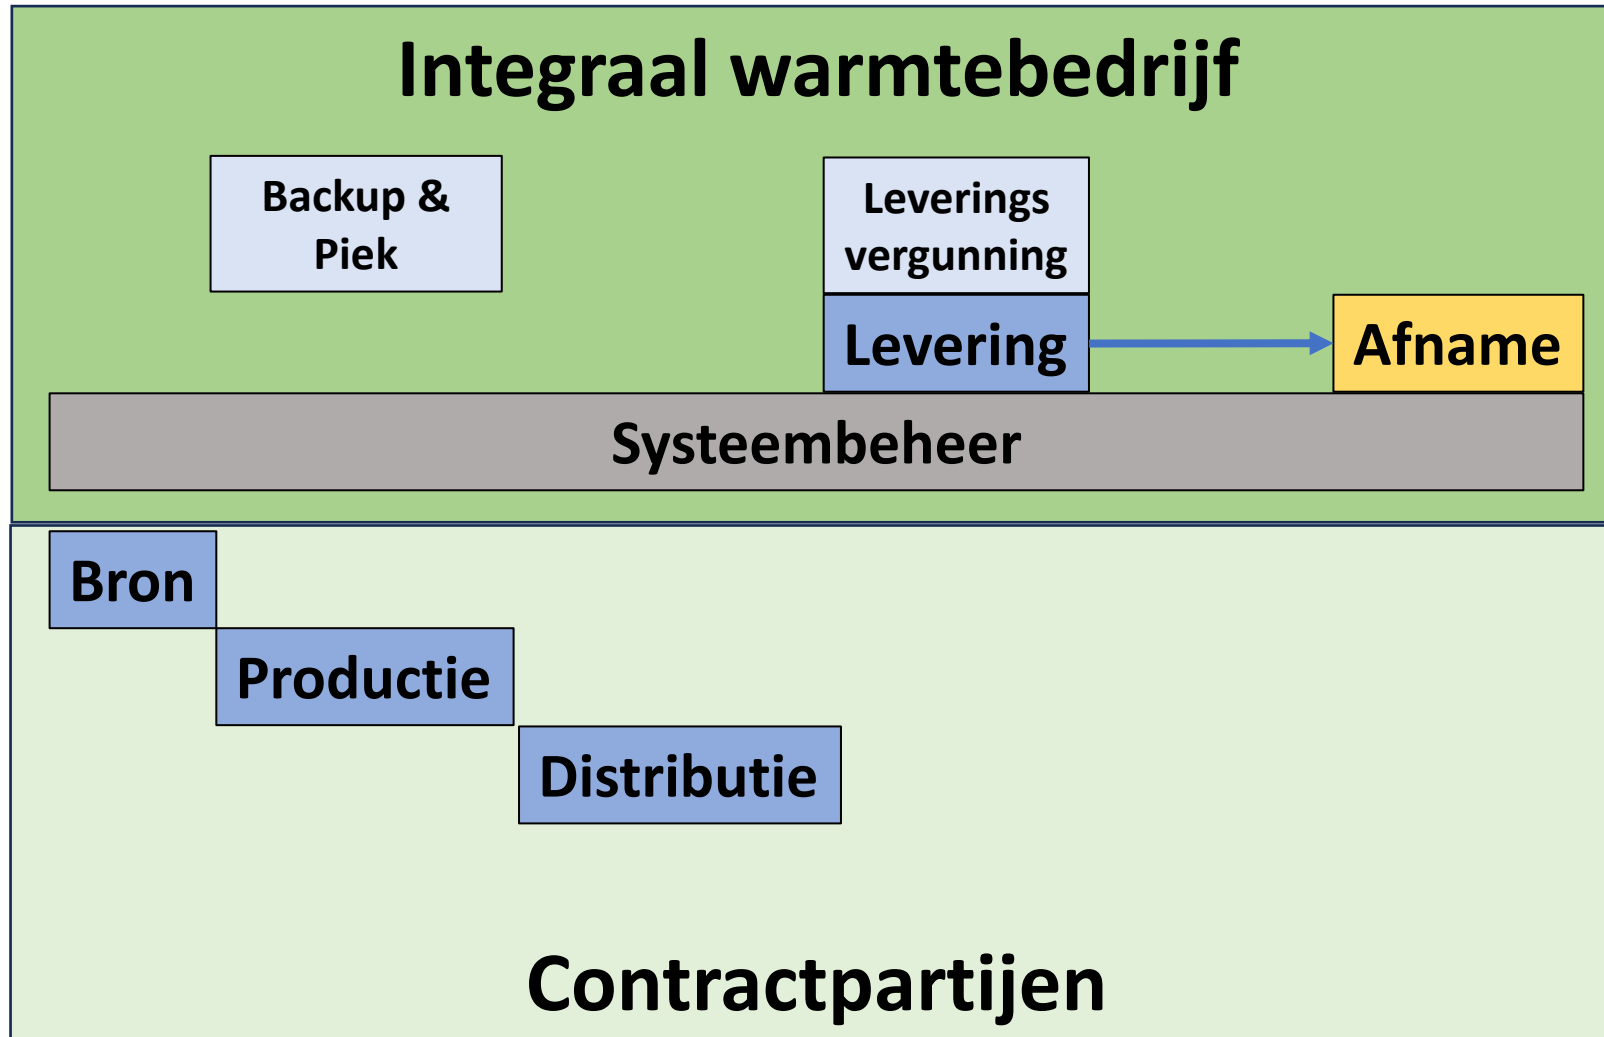 Integraal warmtebedrijf
Backup &
Piek
Leverings
vergunning
Levering
Afname
Systeembeheer
Bron
Productie
Distributie
Contractpartijen